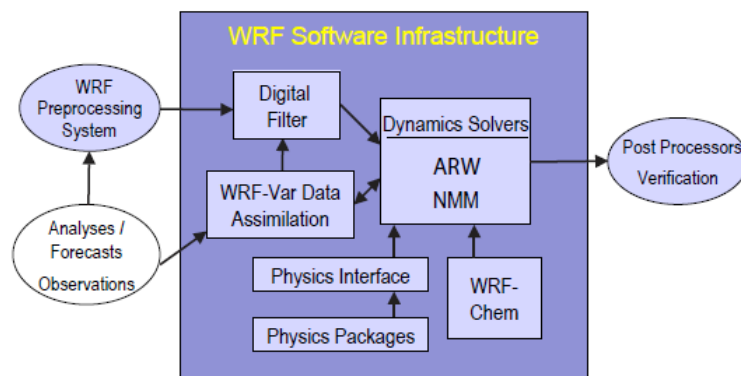 WRF Software Infrastructure
WRF
Preprocessing
System
Digital
Filter
Dynamics Solvers
ARW
NMM
Post Processors
Verification
WRF-Var Data
Assimilation
Analyses /
Forecasts
Observations
Physics Interface
WRF-
Chem
Physics Packages